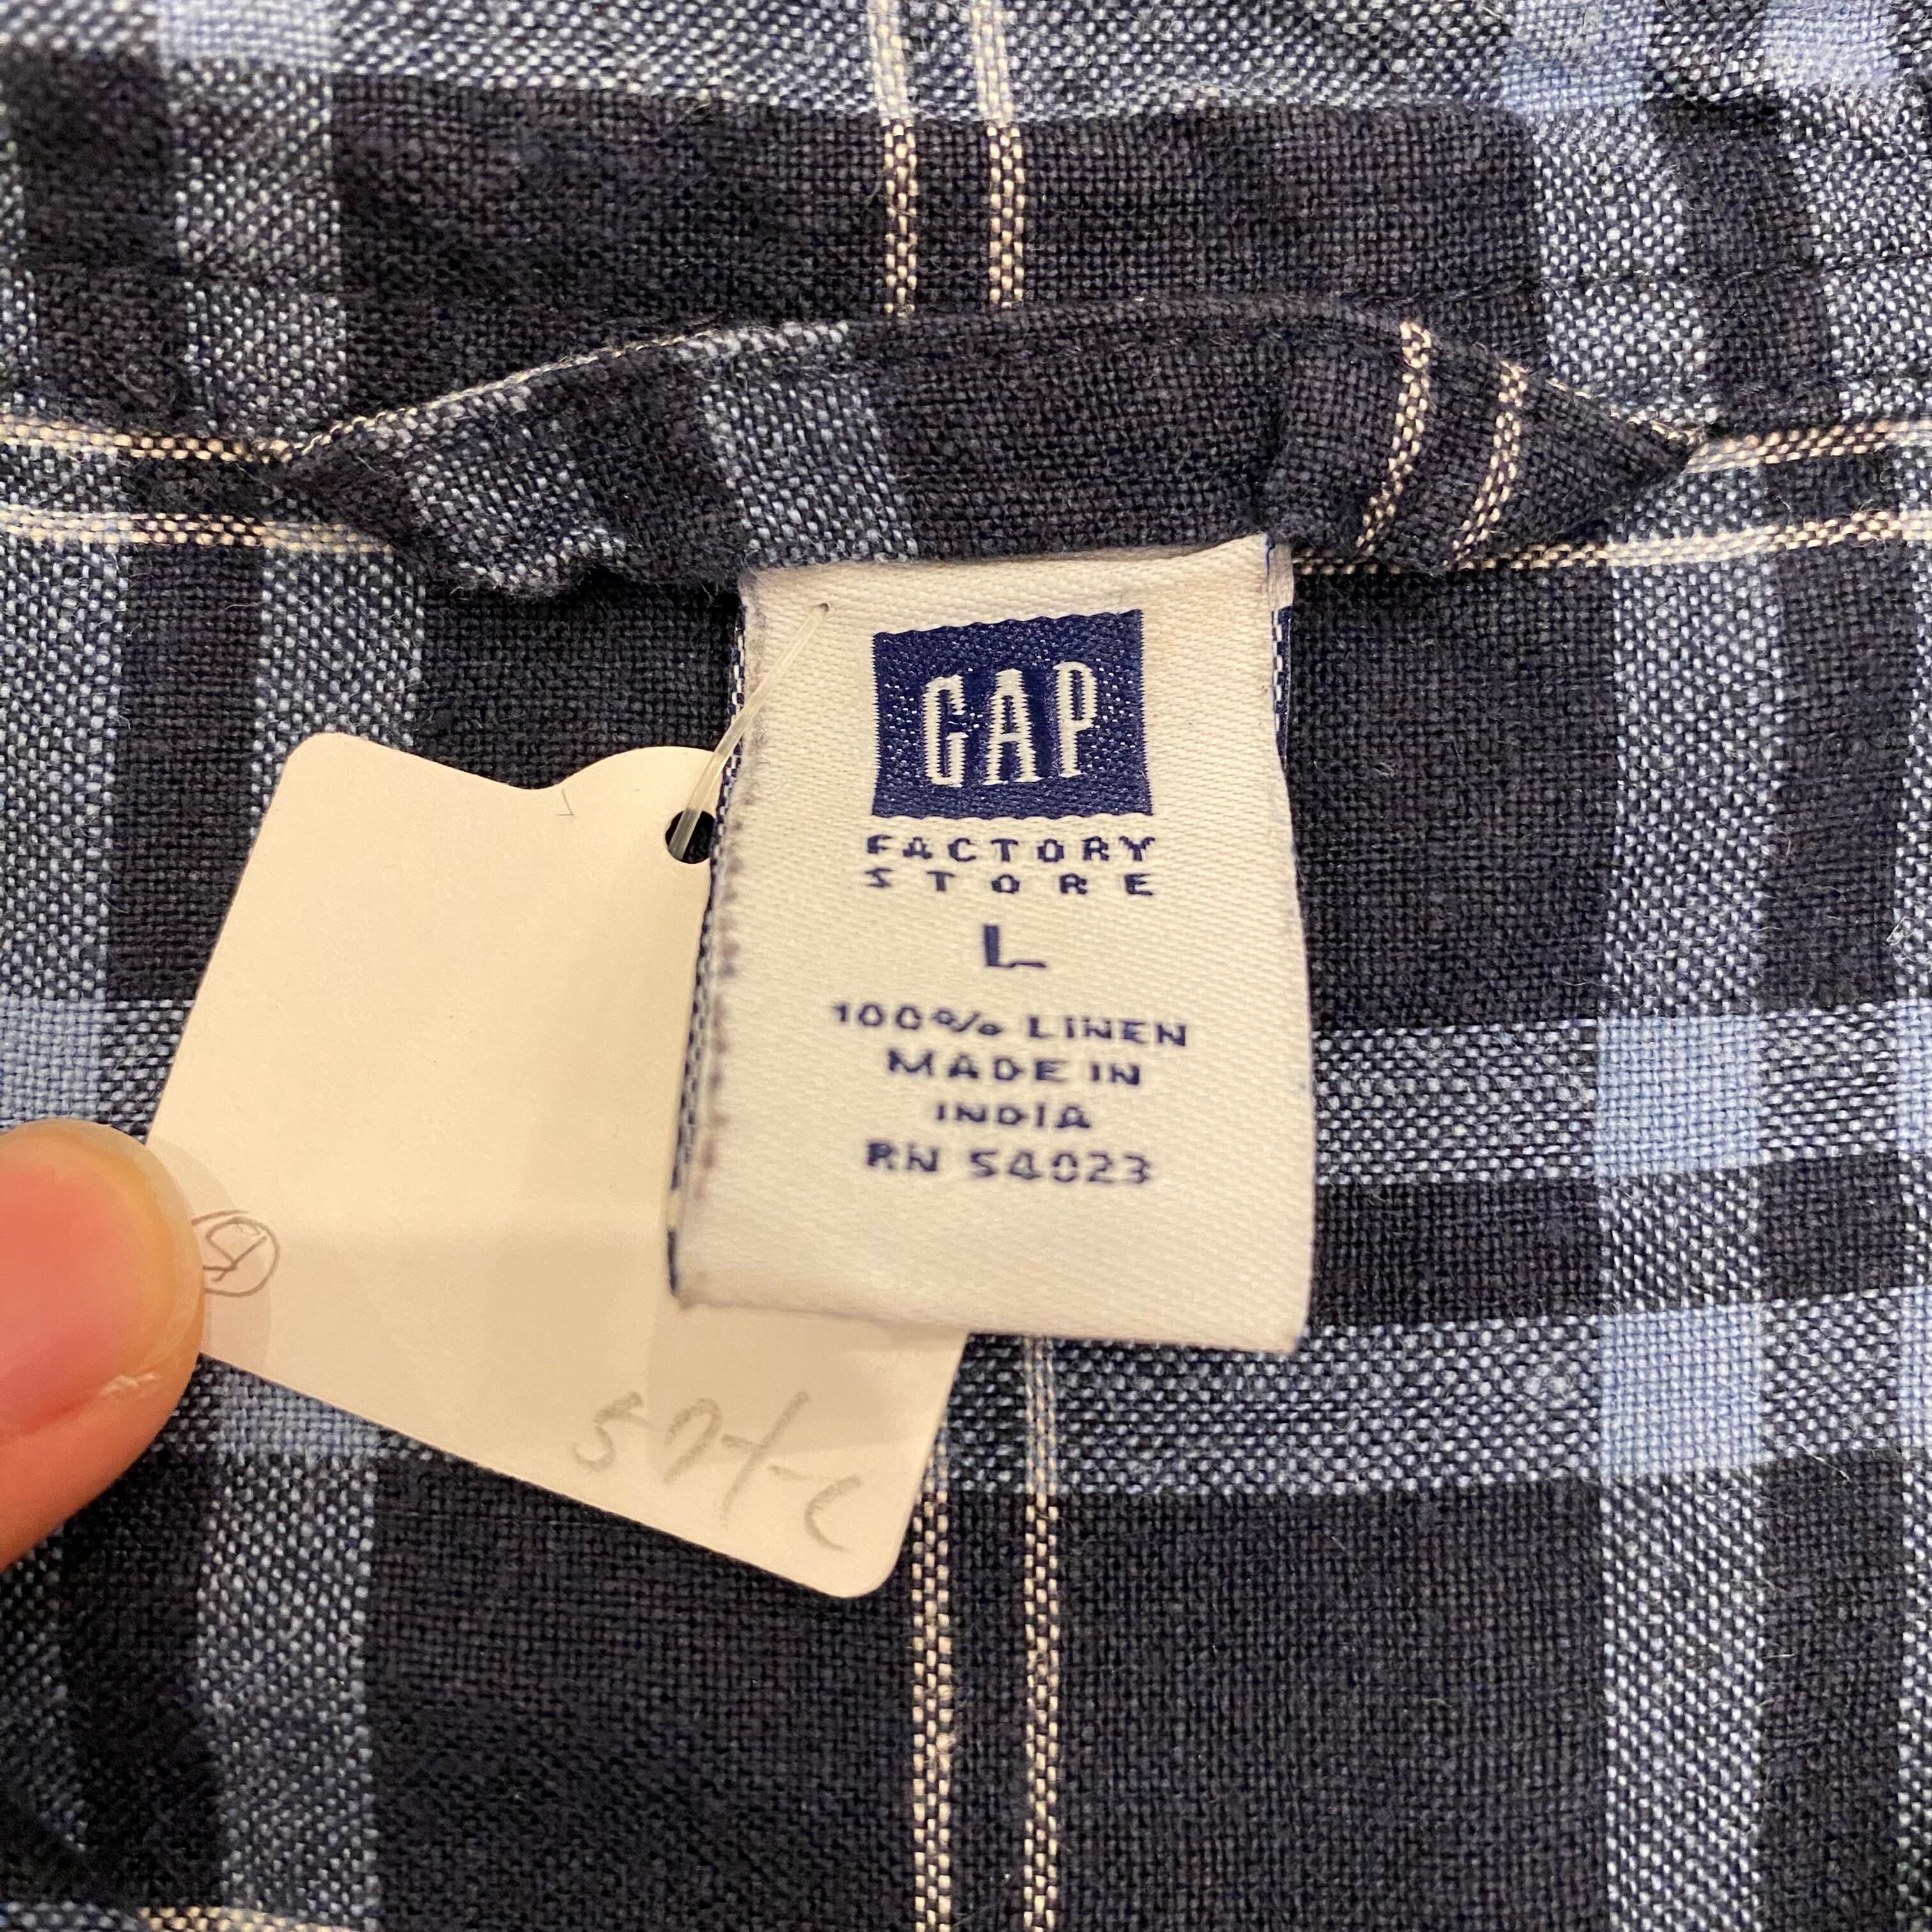 GAP
FACTORY
STORE
L
100% LINEN
MADE IN
INDIA
RN 54023